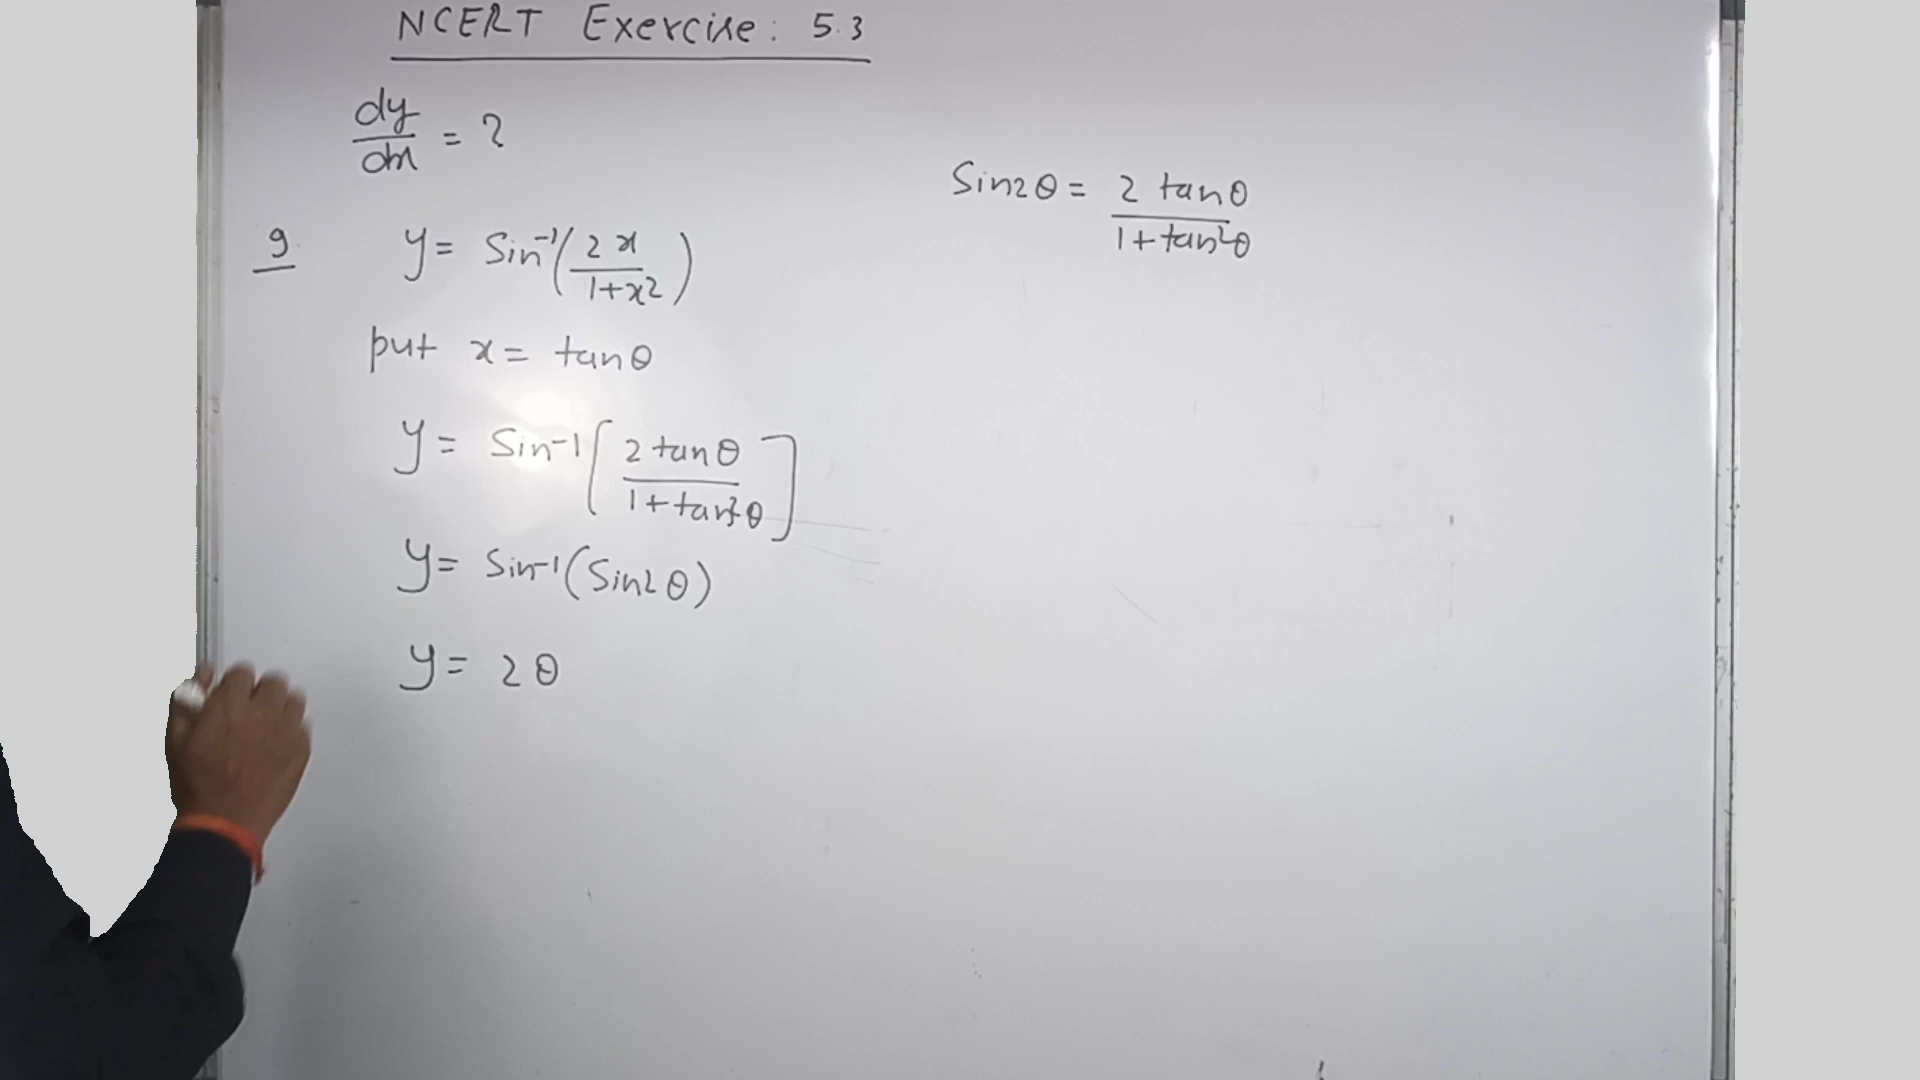 NCERT Exercise: 5.3
dy/dx = ?
Sin2θ = 2 tanθ / 1+tan²θ
9 y = Sin⁻¹(2x / 1+x²)
put x = tanθ
y = Sin⁻¹[2 tanθ / 1+tan²θ]
y = Sin⁻¹(Sin2θ)
y = 2θ